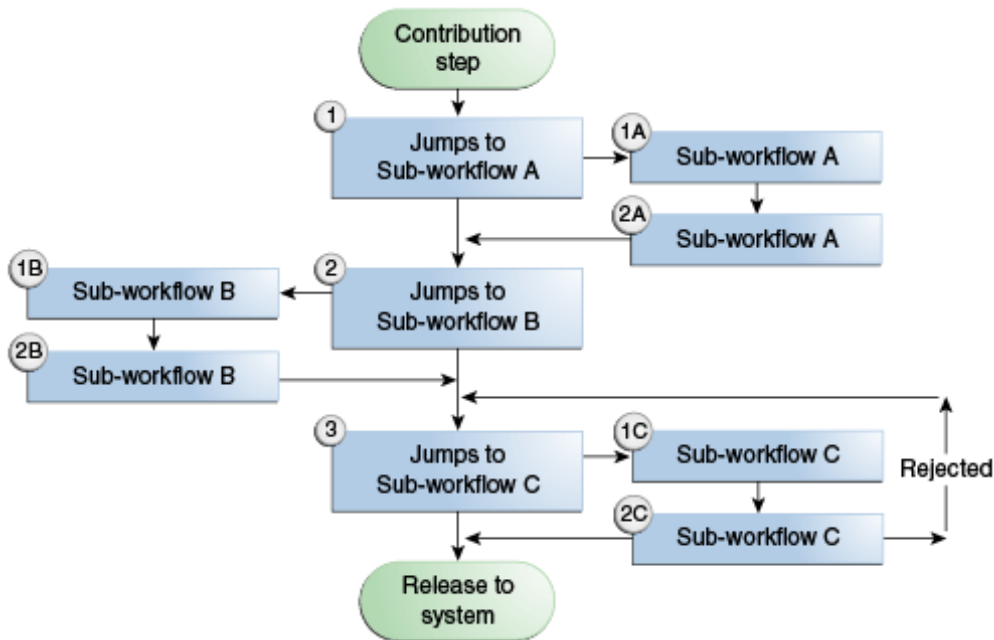 Contribution
step
1
Jumps to
Sub-workflow A
1A
Sub-workflow A
2A
Sub-workflow A
1B
Sub-workflow B
2
Jumps to
Sub-workflow B
2B
Sub-workflow B
3
Jumps to
Sub-workflow C
1C
Sub-workflow C
Rejected
2C
Sub-workflow C
Release to
system